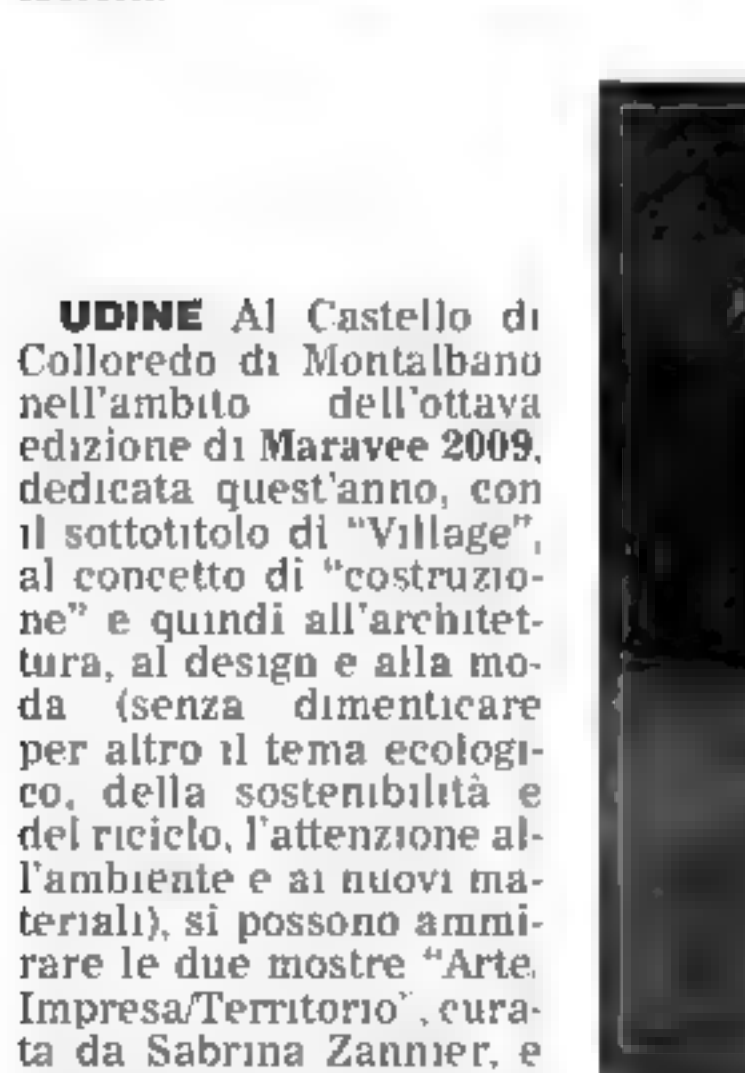 UDINE Al Castello di
Colloredo di Montalbano
nell'ambito dell'ottava
edizione di Maravee 2009,
dedicata quest'anno, con
il sottotitolo di “Village”,
al concetto di “costruzio-
ne” e quindi all'architet-
tura, al design e alla mo-
da (senza dimenticare
per altro il tema ecologi-
co, della sostenibilità e
del riciclo, l'attenzione al-
l'ambiente e ai nuovi ma-
teriali), si possono ammi-
rare le due mostre “Arte/
Impresa/Territorio”, cura-
ta da Sabrina Zannier, e